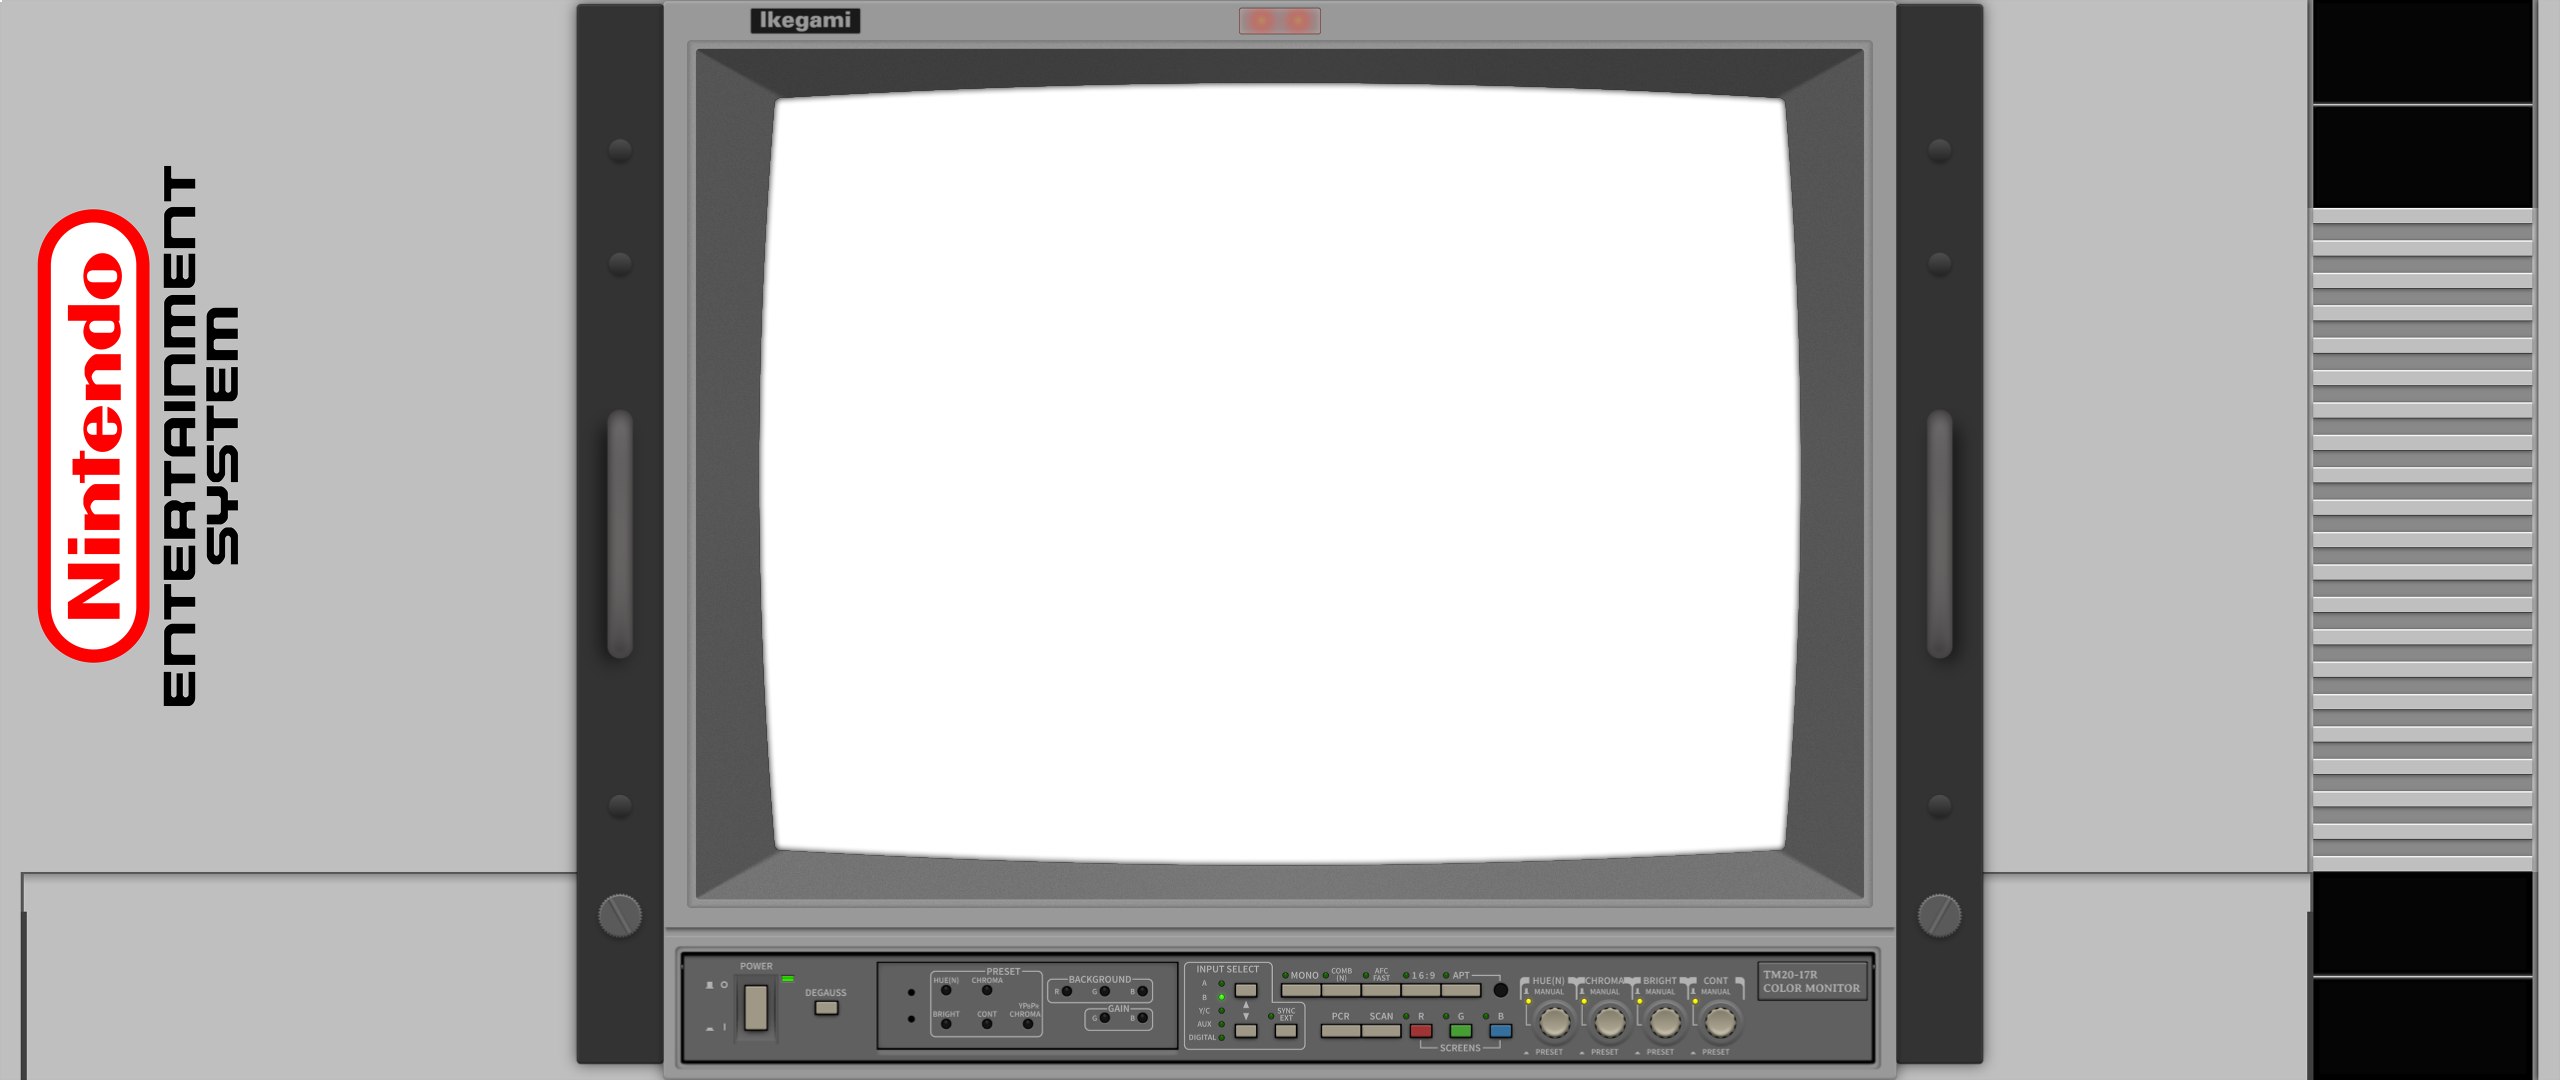 Nintendo
ENTERTAINMENT
SYSTEM
Ikegami
POWER
DEGAUSS
PRESET
HUE(N) CHROMA
BRIGHT CONT YPBPR CHROMA
BACKGROUND
R G B
GAIN
G B
INPUT SELECT
A
B
Y/C
AUX
DIGITAL
SYNC
EXT
MONO COMB (N) AFC FAST 16:9 APT
PCR SCAN R G B
SCREENS
HUE(N) CHROMA BRIGHT CONT
MANUAL MANUAL MANUAL MANUAL
PRESET PRESET PRESET PRESET
TM20-17R
COLOR MONITOR